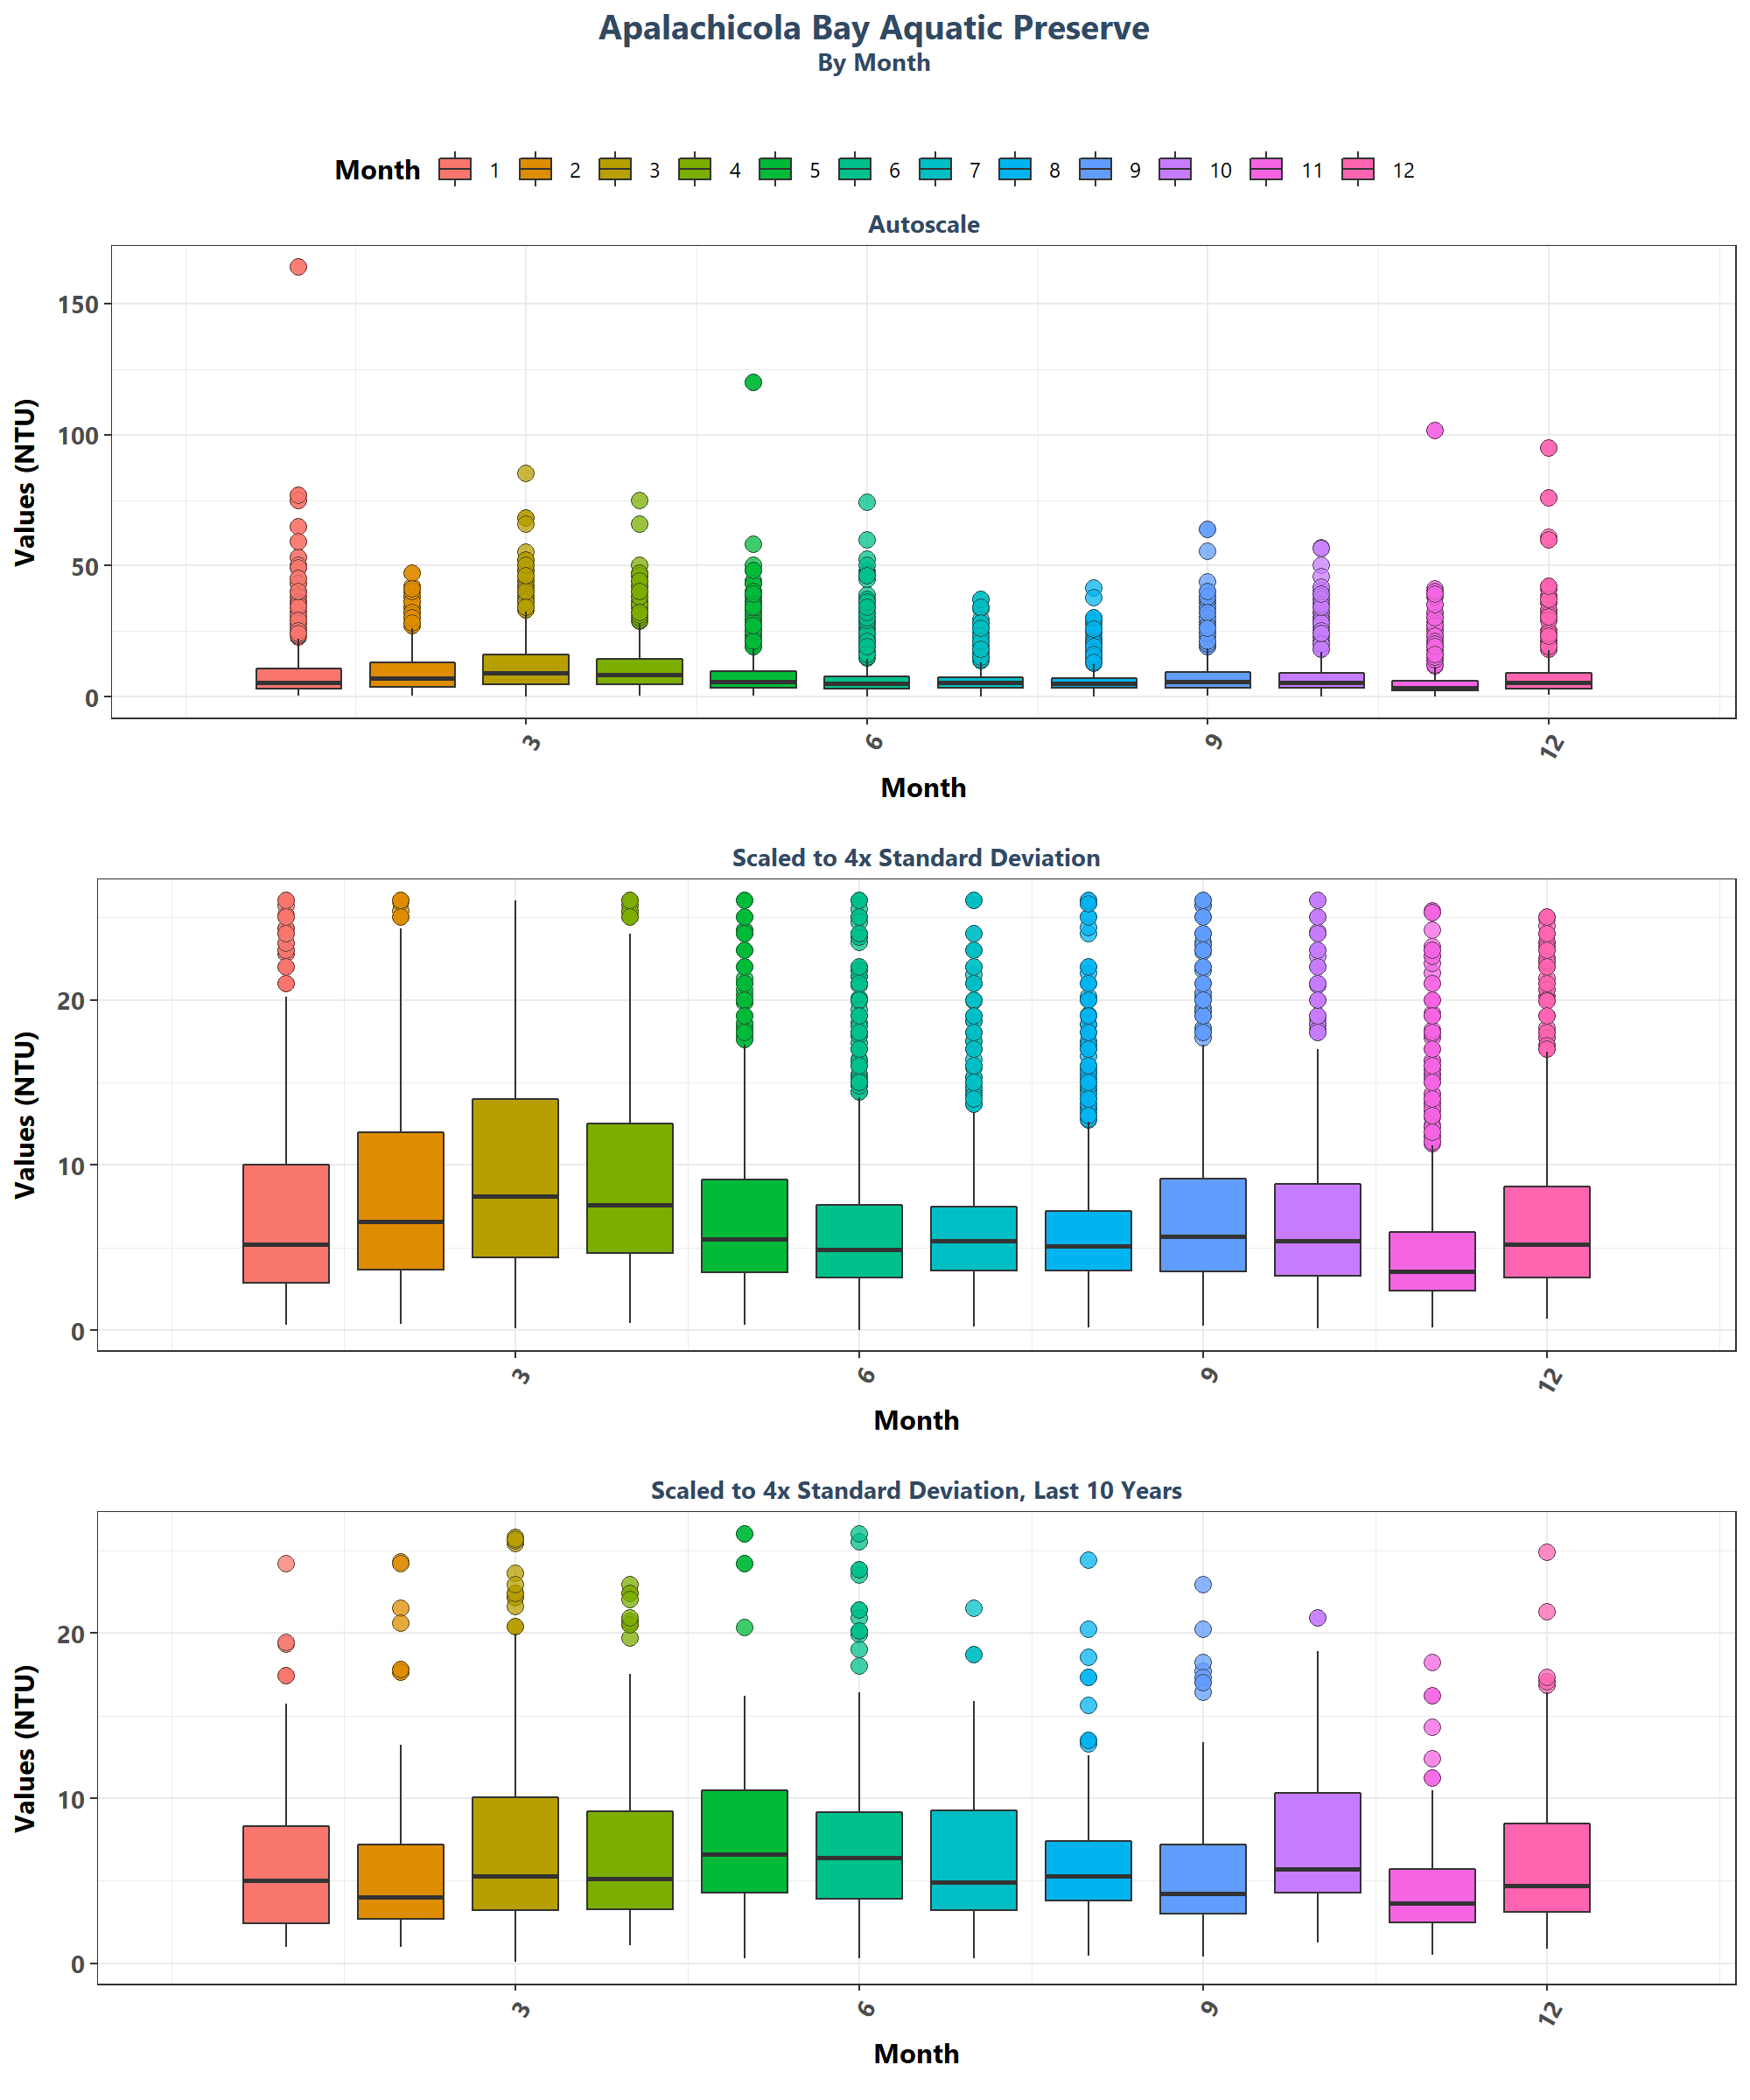 Apalachicola Bay Aquatic Preserve
By Month
Month 1 2 3 4 5 6 7 8 9 10 11 12
Autoscale
Values (NTU)
150
100
50
0
3 6 9 12
Month
Scaled to 4x Standard Deviation
Values (NTU)
20
10
0
3 6 9 12
Month
Scaled to 4x Standard Deviation, Last 10 Years
Values (NTU)
20
10
0
3 6 9 12
Month